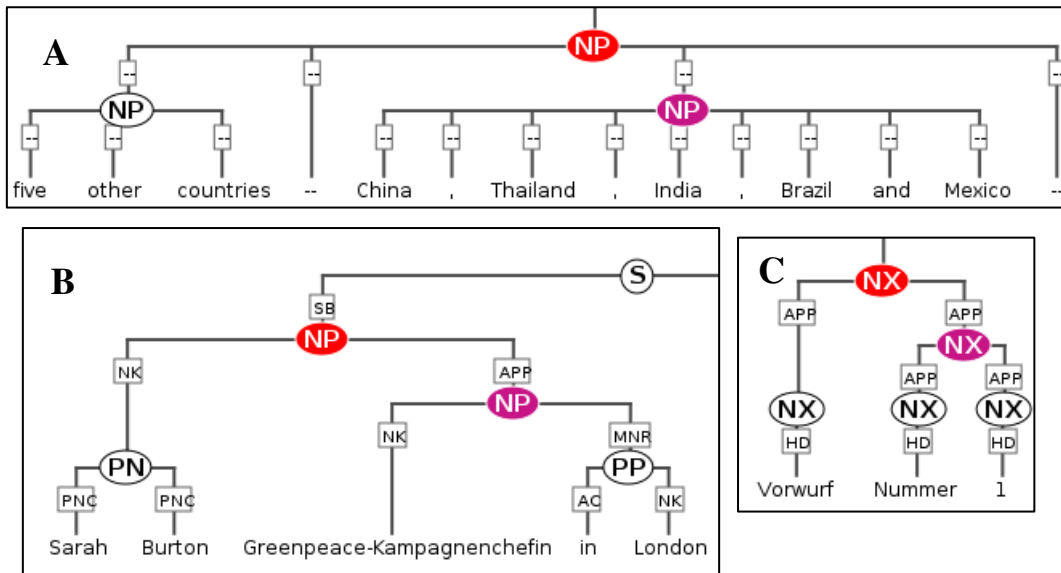 A
NP
-- -- -- --
NP NP
-- -- -- -- -- -- -- -- -- -- -- --
five other countries -- China , Thailand , India , Brazil and Mexico --
B
S
SB
NP
NK APP
NP
NK MNR
PN PP
PNC PNC AC NK
Sarah Burton Greenpeace-Kampagnenchefin in London
C
NX
APP APP
NX
APP APP
NX NX NX
HD HD HD
Vorwurf Nummer 1